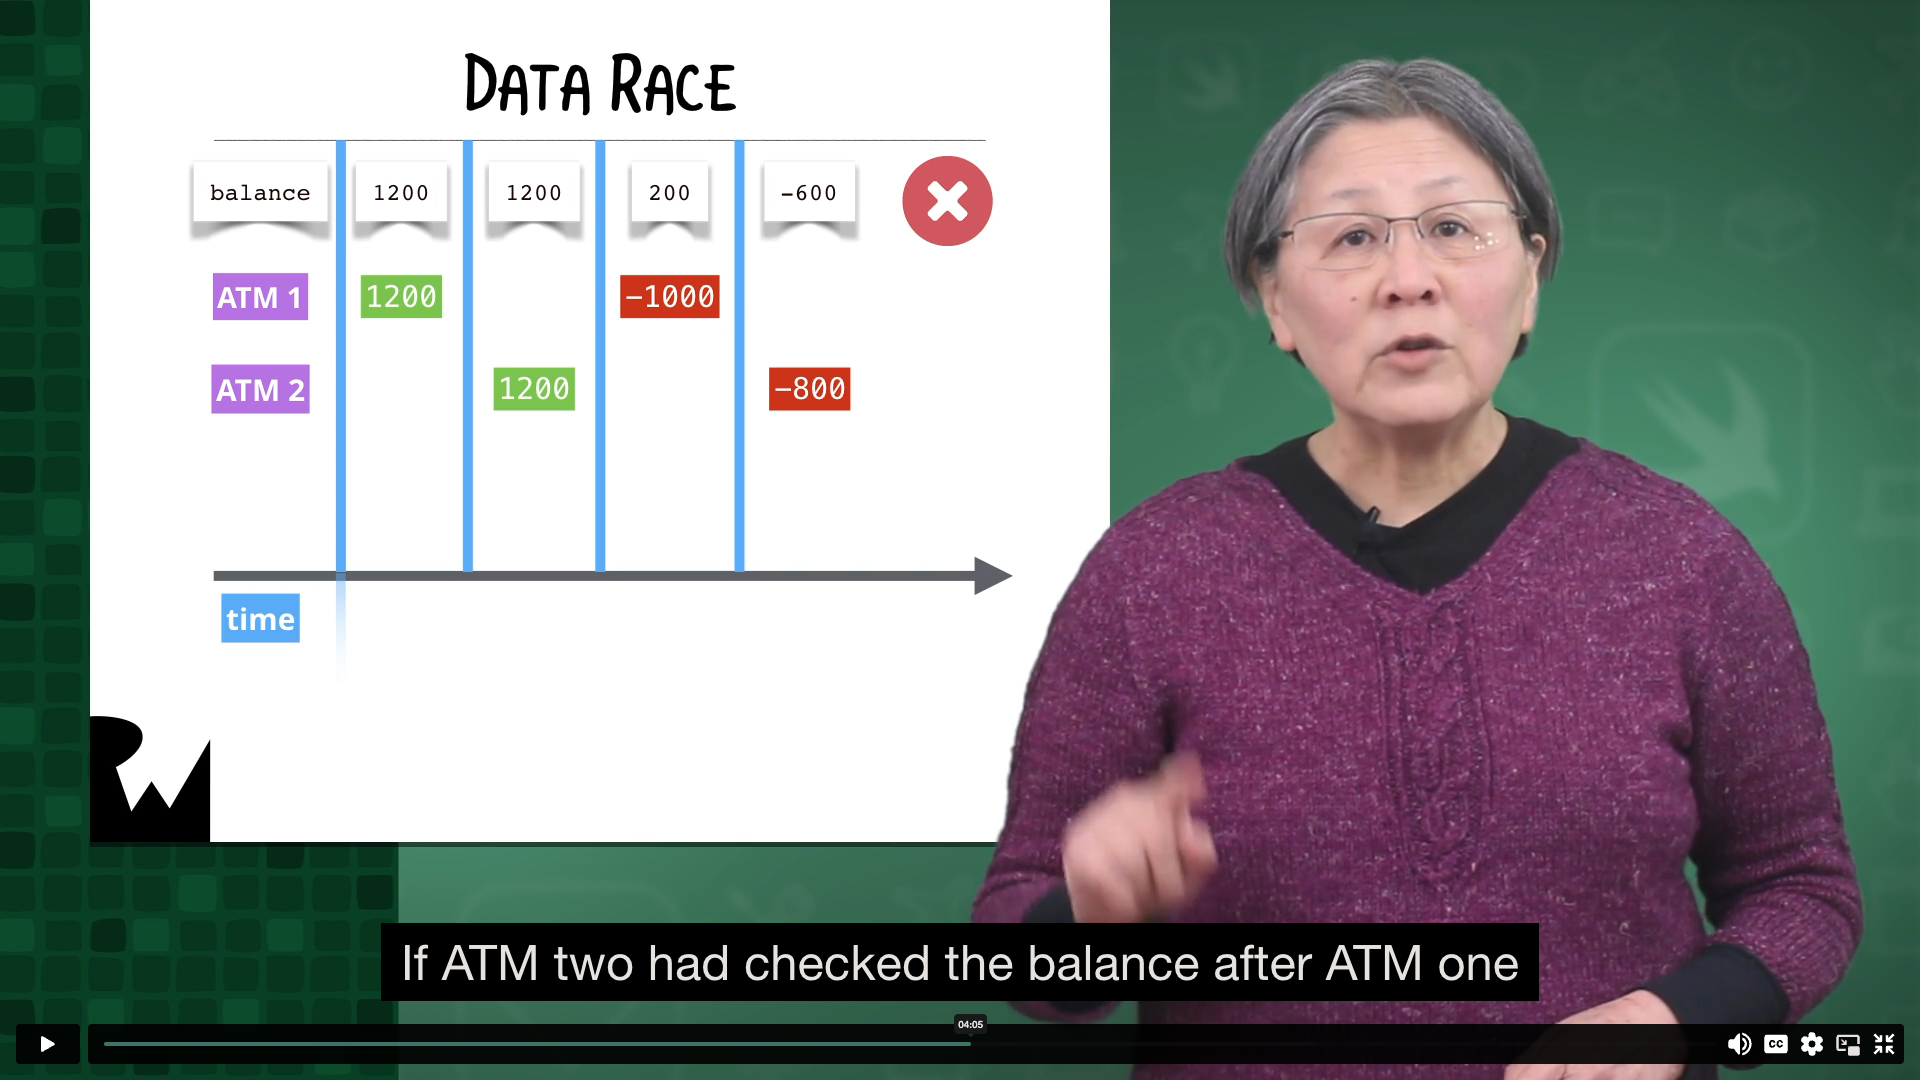 DATA RACE
balance 1200 1200 200 -600
ATM 1 1200 −1000
ATM 2 1200 −800
time
RW
If ATM two had checked the balance after ATM one
04:05
CC